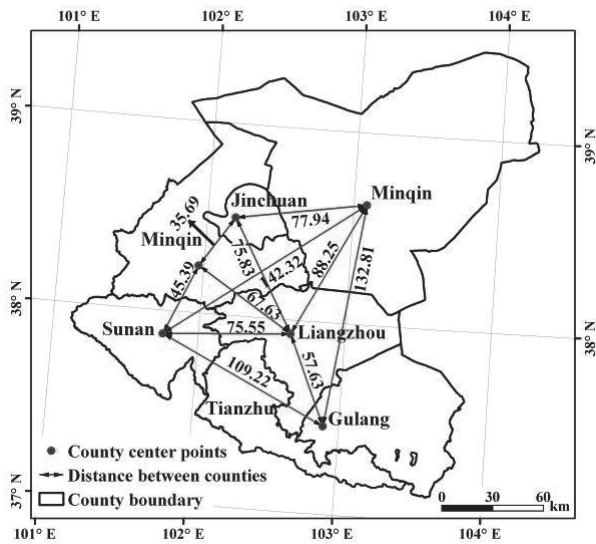 101° E 102° E 103° E 104° E
39° N
39° N
Jinchuan
Minqin
35.69
77.94
Minqin
75.83
142.32
88.25
132.81
45.39
67.63
38° N
38° N
Sunan
75.55
Liangzhou
109.22
57.63
Tianzhu
Gulang
County center points
Distance between counties
County boundary
0 30 60
km
37° N
37° N
101° E 102° E 103° E 104° E